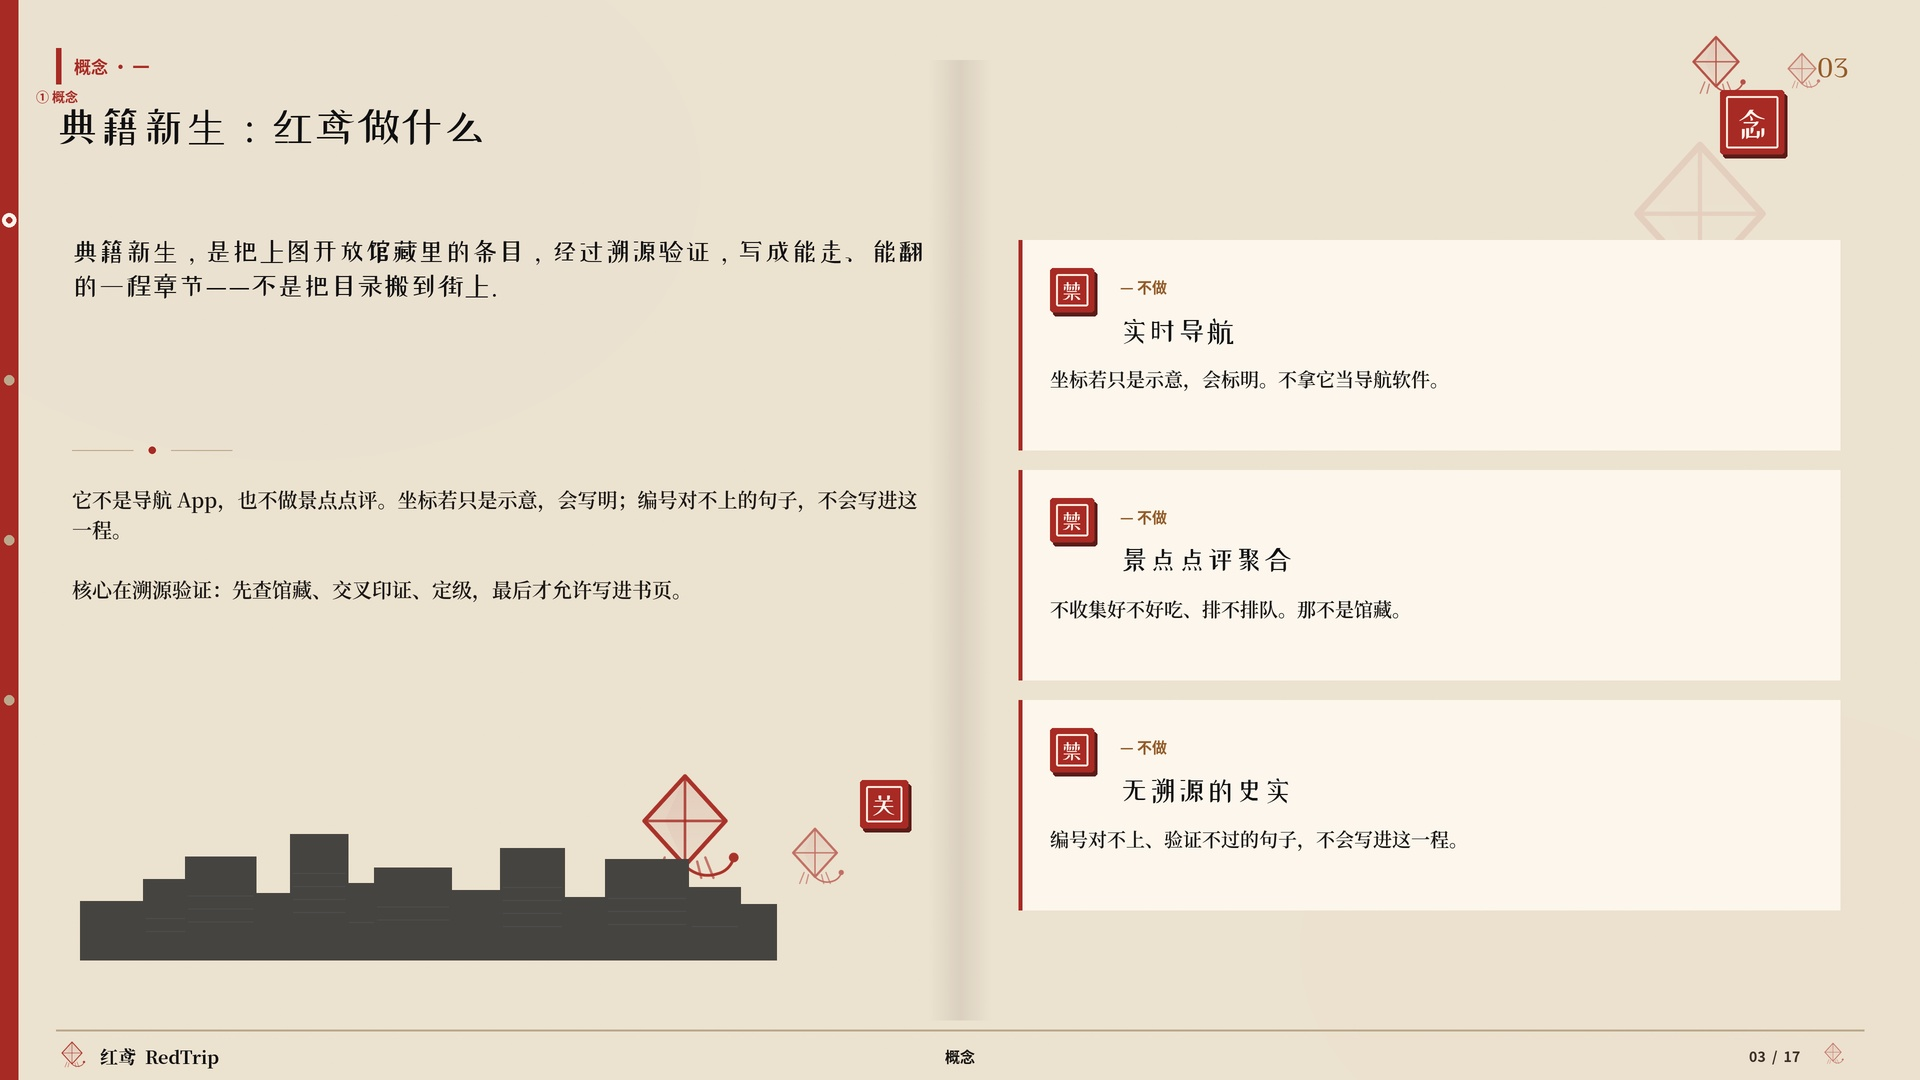 概念 · 一
① 概念
典籍新生：红鸢做什么
典籍新生，是把上图开放馆藏里的条目，经过溯源验证，写成能走、能翻
的一程章节——不是把目录搬到街上.
它不是导航 App，也不做景点点评。坐标若只是示意，会写明；编号对不上的句子，不会写进这
一程。
核心在溯源验证：先查馆藏、交叉印证、定级，最后才允许写进书页。
关
03
念
禁
— 不做
实时导航
坐标若只是示意，会标明。不拿它当导航软件。
禁
— 不做
景点点评聚合
不收集好不好吃、排不排队。那不是馆藏。
禁
— 不做
无溯源的史实
编号对不上、验证不过的句子，不会写进这一程。
红鸢 RedTrip
概念
03 / 17